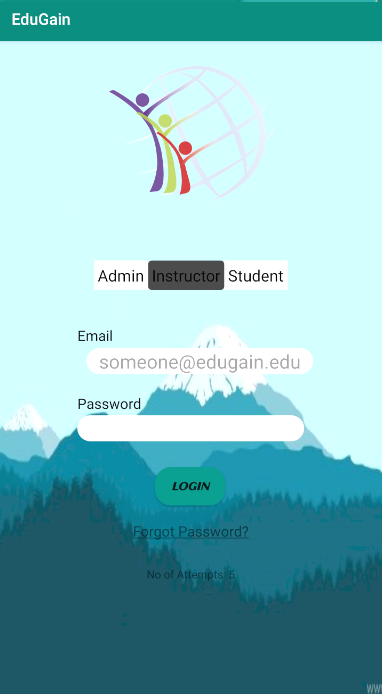 EduGain
Admin Instructor Student
Email
someone@edugain.edu
Password
LOGIN
Forgot Password?
No of Attempts: 5